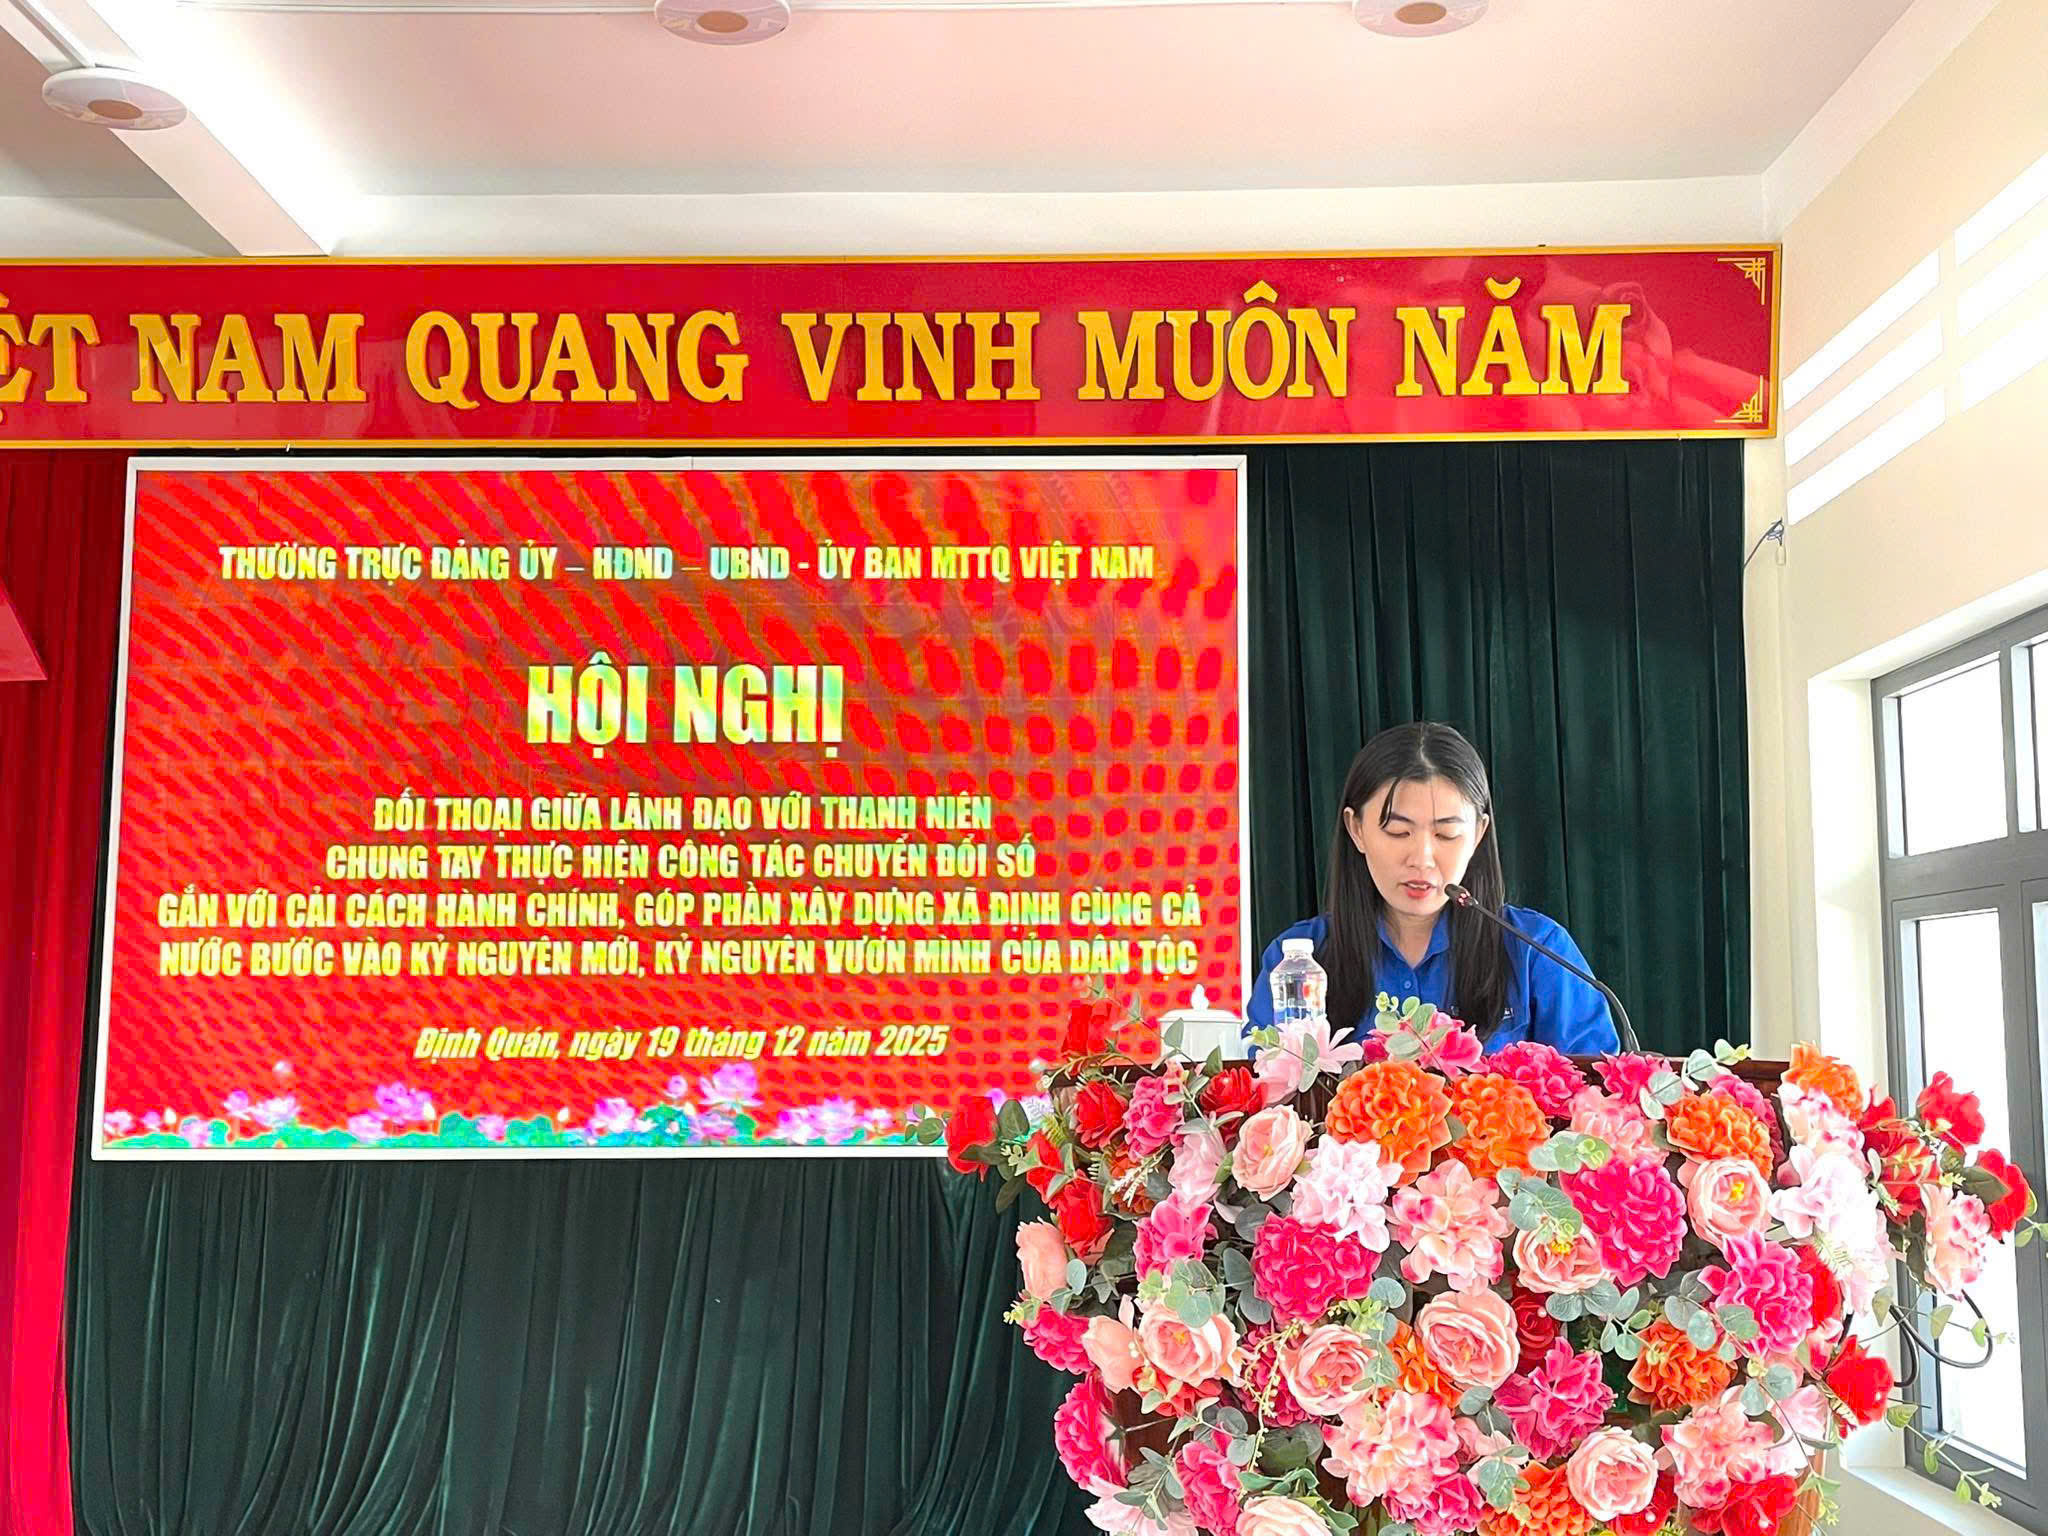 ỆT NAM QUANG VINH MUÔN NĂM
THƯỜNG TRỰC ĐẢNG ỦY – HĐND – UBND - ỦY BAN MTTQ VIỆT NAM
HỘI NGHỊ
ĐỐI THOẠI GIỮA LÃNH ĐẠO VỚI THANH NIÊN
CHUNG TAY THỰC HIỆN CÔNG TÁC CHUYỂN ĐỔI SỐ
GẮN VỚI CẢI CÁCH HÀNH CHÍNH, GÓP PHẦN XÂY DỰNG XÃ ĐỊNH CÙNG CẢ
NƯỚC BƯỚC VÀO KỶ NGUYÊN MỚI, KỶ NGUYÊN VƯƠN MÌNH CỦA DÂN TỘC
Định Quán, ngày 19 tháng 12 năm 2025